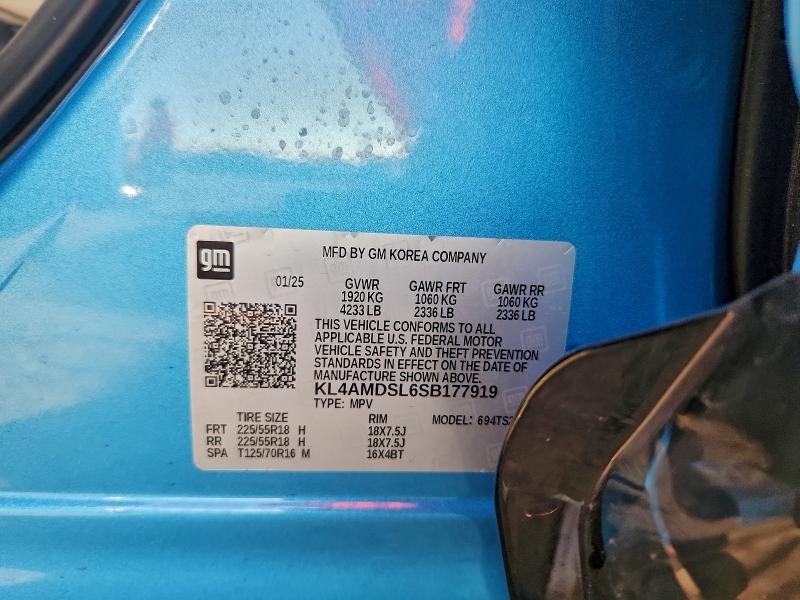 gm
MFD BY GM KOREA COMPANY
01/25
GVWR GAWR FRT GAWR RR
1920 KG 1060 KG 1060 KG
4233 LB 2336 LB 2336 LB
THIS VEHICLE CONFORMS TO ALL
APPLICABLE U.S. FEDERAL MOTOR
VEHICLE SAFETY AND THEFT PREVENTION
STANDARDS IN EFFECT ON THE DATE OF
MANUFACTURE SHOWN ABOVE.
KL4AMDSL6SB177919
TYPE: MPV
TIRE SIZE RIM MODEL:
FRT 225/55R18 H 18X7.5J
RR 225/55R18 H 18X7.5J
SPA T125/70R16 M 16X4BT